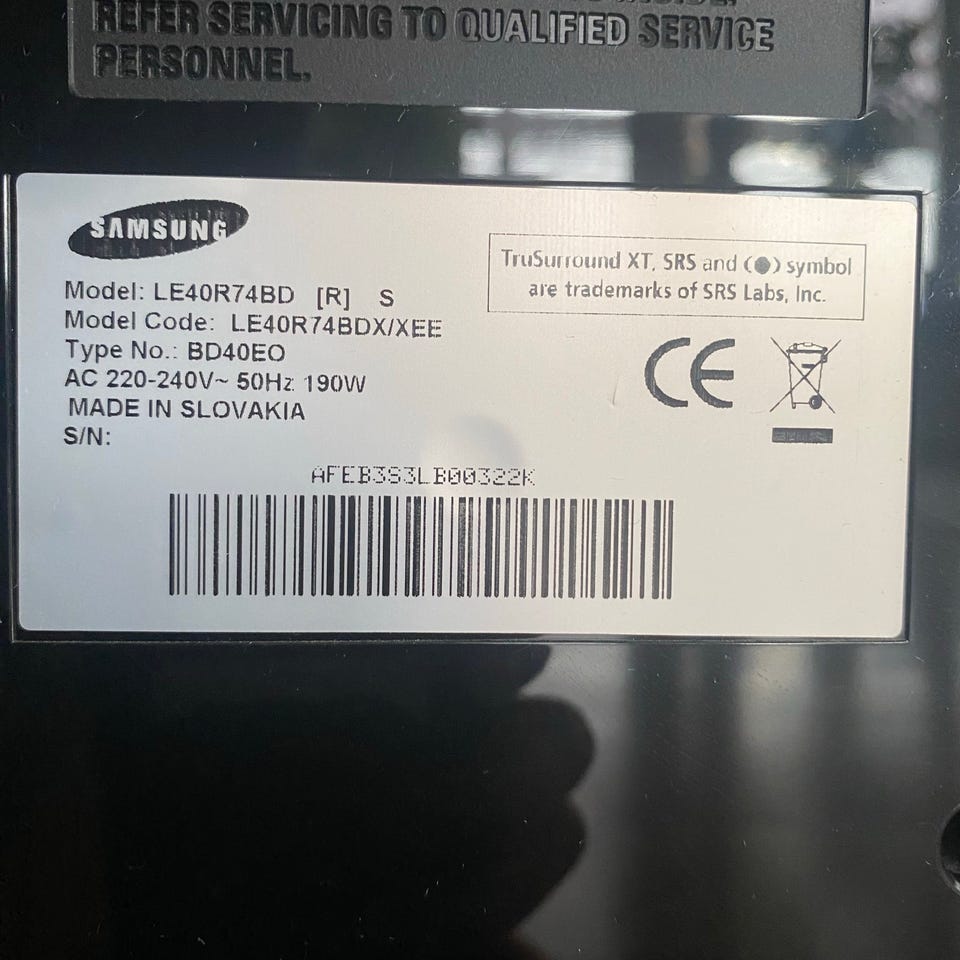 REFER SERVICING TO QUALIFIED SERVICE
PERSONNEL.
SAMSUNG
TruSurround XT, SRS and (●) symbol
are trademarks of SRS Labs, Inc.
Model: LE40R74BD [R] S
Model Code: LE40R74BDX/XEE
Type No.: BD40EO
AC 220-240V~ 50Hz 190W
MADE IN SLOVAKIA
S/N:
CE
AFEB3S3LB00322K